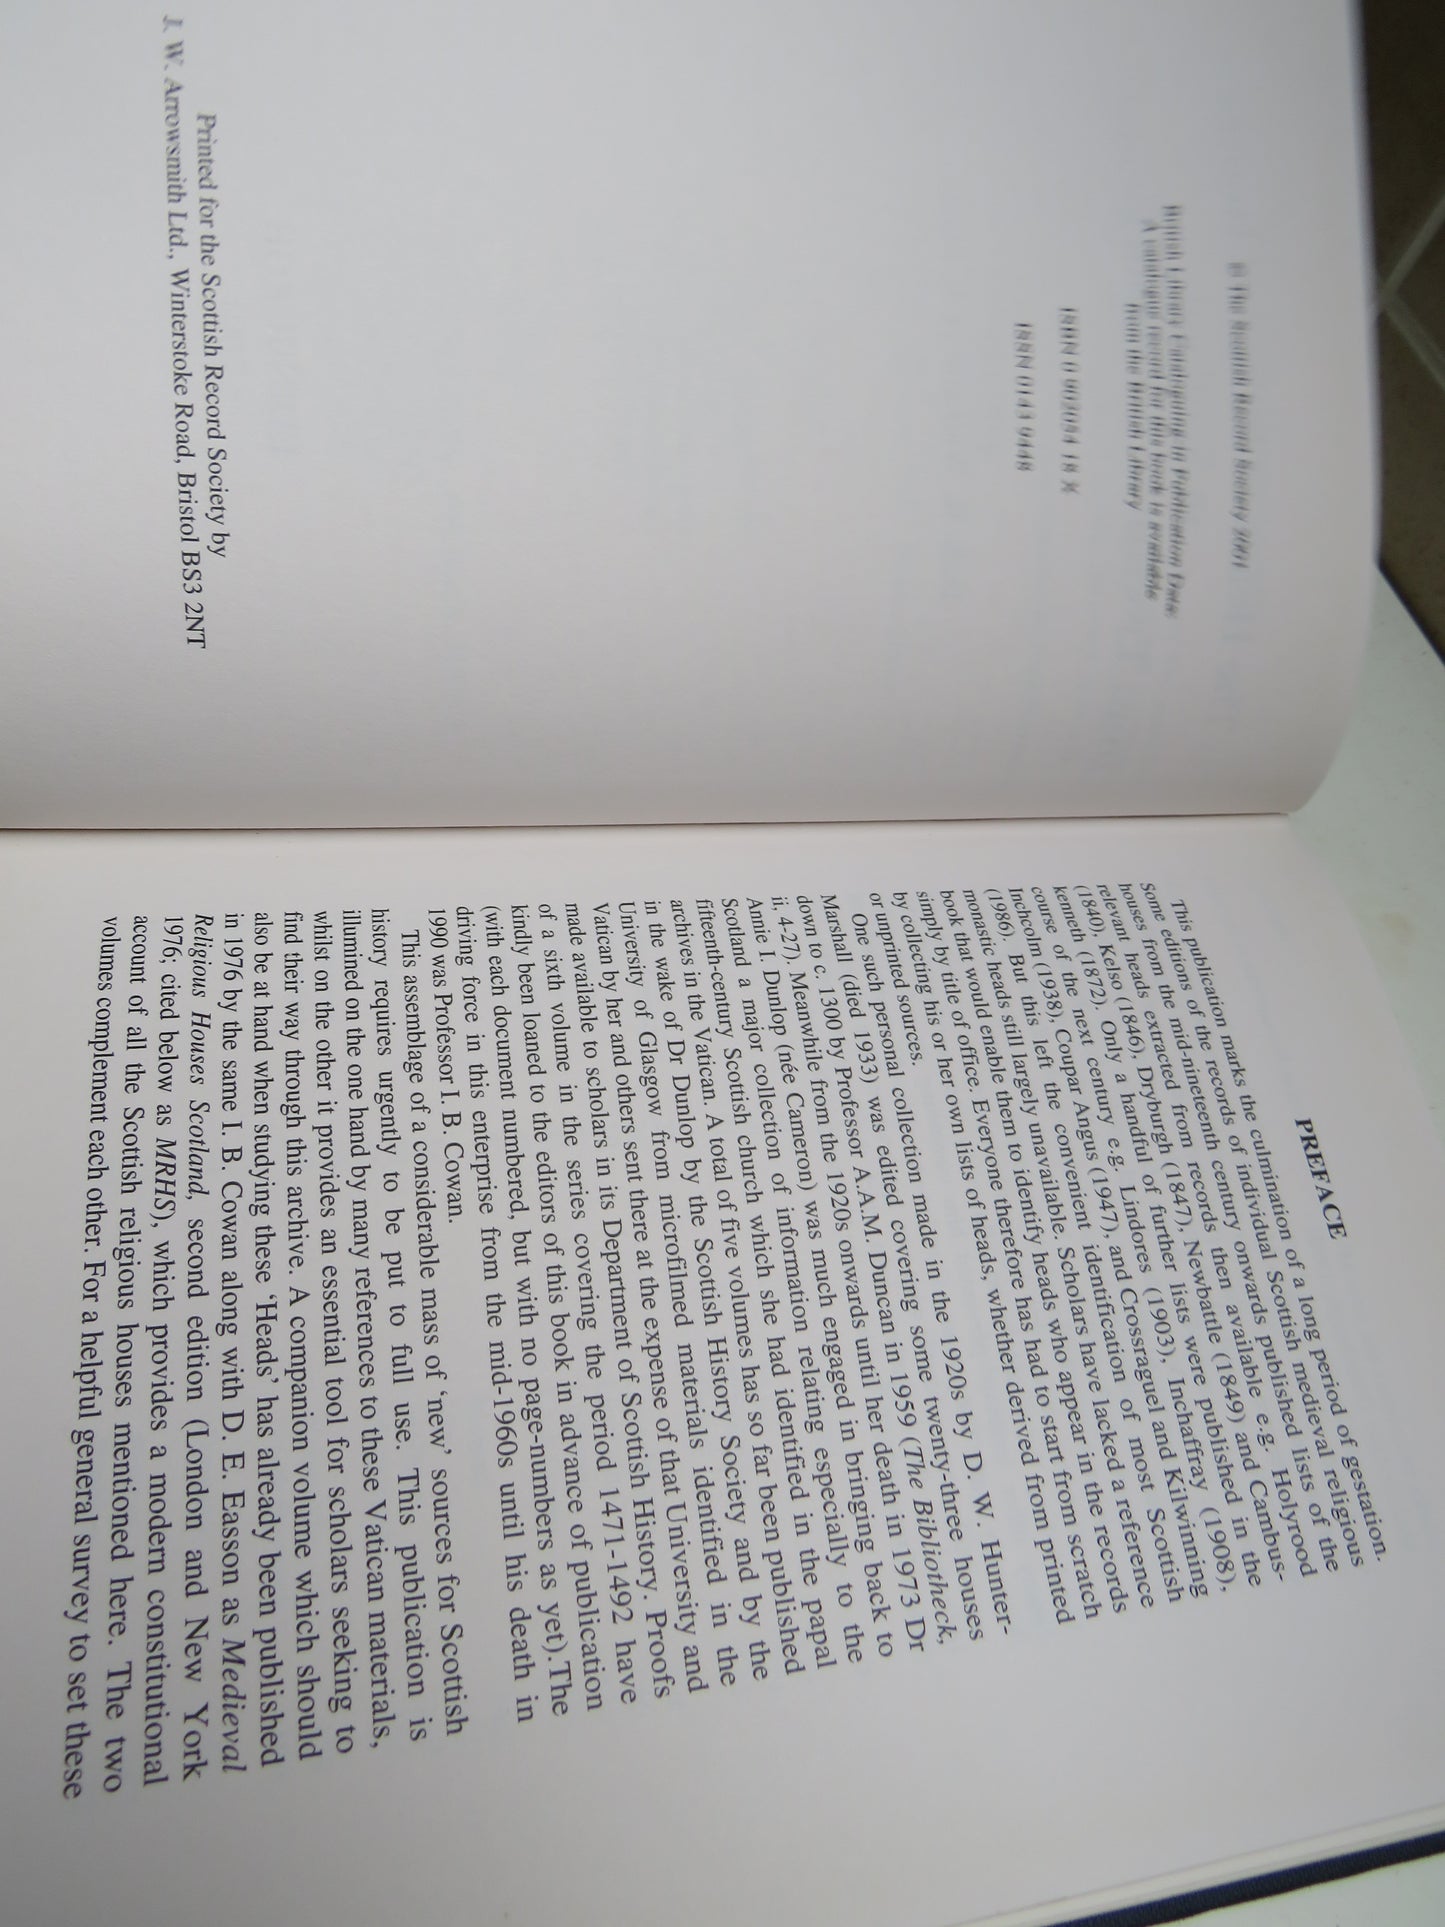 © The Scottish Record Society 2001
British Library Cataloguing in Publication Data:
A catalogue record for this book is available
from the British Library
ISBN 0 902054 18 X
ISSN 0143 9448
Printed for the Scottish Record Society by
J. W. Arrowsmith Ltd., Winterstoke Road, Bristol BS3 2NT
PREFACE
This publication marks the culmination of a long period of gestation.
Some editions of the records of individual Scottish medieval religious
houses from the mid-nineteenth century onwards published lists of the
relevant heads extracted from records then available e.g. Holyrood
(1840), Kelso (1846), Dryburgh (1847), Newbattle (1849) and Cambus-
kenneth (1872). Only a handful of further lists were published in the
course of the next century e.g. Lindores (1903), Inchaffray (1908),
Inchcolm (1938), Coupar Angus (1947), and Crossraguel and Kilwinning
(1986). But this left the convenient identification of most Scottish
monastic heads still largely unavailable. Scholars have lacked a reference
book that would enable them to identify heads who appear in the records
simply by title of office. Everyone therefore has had to start from scratch
by collecting his or her own lists of heads, whether derived from printed
or unprinted sources.
One such personal collection made in the 1920s by D. W. Hunter-
Marshall (died 1933) was edited covering some twenty-three houses
down to c. 1300 by Professor A.A.M. Duncan in 1959 (The Bibliotheck,
ii, 4-27). Meanwhile from the 1920s onwards until her death in 1973 Dr
Annie I. Dunlop (née Cameron) was much engaged in bringing back to
Scotland a major collection of information relating especially to the
fifteenth-century Scottish church which she had identified in the papal
archives in the Vatican. A total of five volumes has so far been published
in the wake of Dr Dunlop by the Scottish History Society and by the
University of Glasgow from microfilmed materials identified in the
Vatican by her and others sent there at the expense of that University and
made available to scholars in its Department of Scottish History. Proofs
of a sixth volume in the series covering the period 1471-1492 have
kindly been loaned to the editors of this book in advance of publication
(with each document numbered, but with no page-numbers as yet).The
driving force in this enterprise from the mid-1960s until his death in
1990 was Professor I. B. Cowan.
This assemblage of a considerable mass of 'new' sources for Scottish
history requires urgently to be put to full use. This publication is
illumined on the one hand by many references to these Vatican materials,
whilst on the other it provides an essential tool for scholars seeking to
find their way through this archive. A companion volume which should
also be at hand when studying these 'Heads' has already been published
in 1976 by the same I. B. Cowan along with D. E. Easson as Medieval
Religious Houses Scotland, second edition (London and New York
1976; cited below as MRHS), which provides a modern constitutional
account of all the Scottish religious houses mentioned here. The two
volumes complement each other. For a helpful general survey to set these